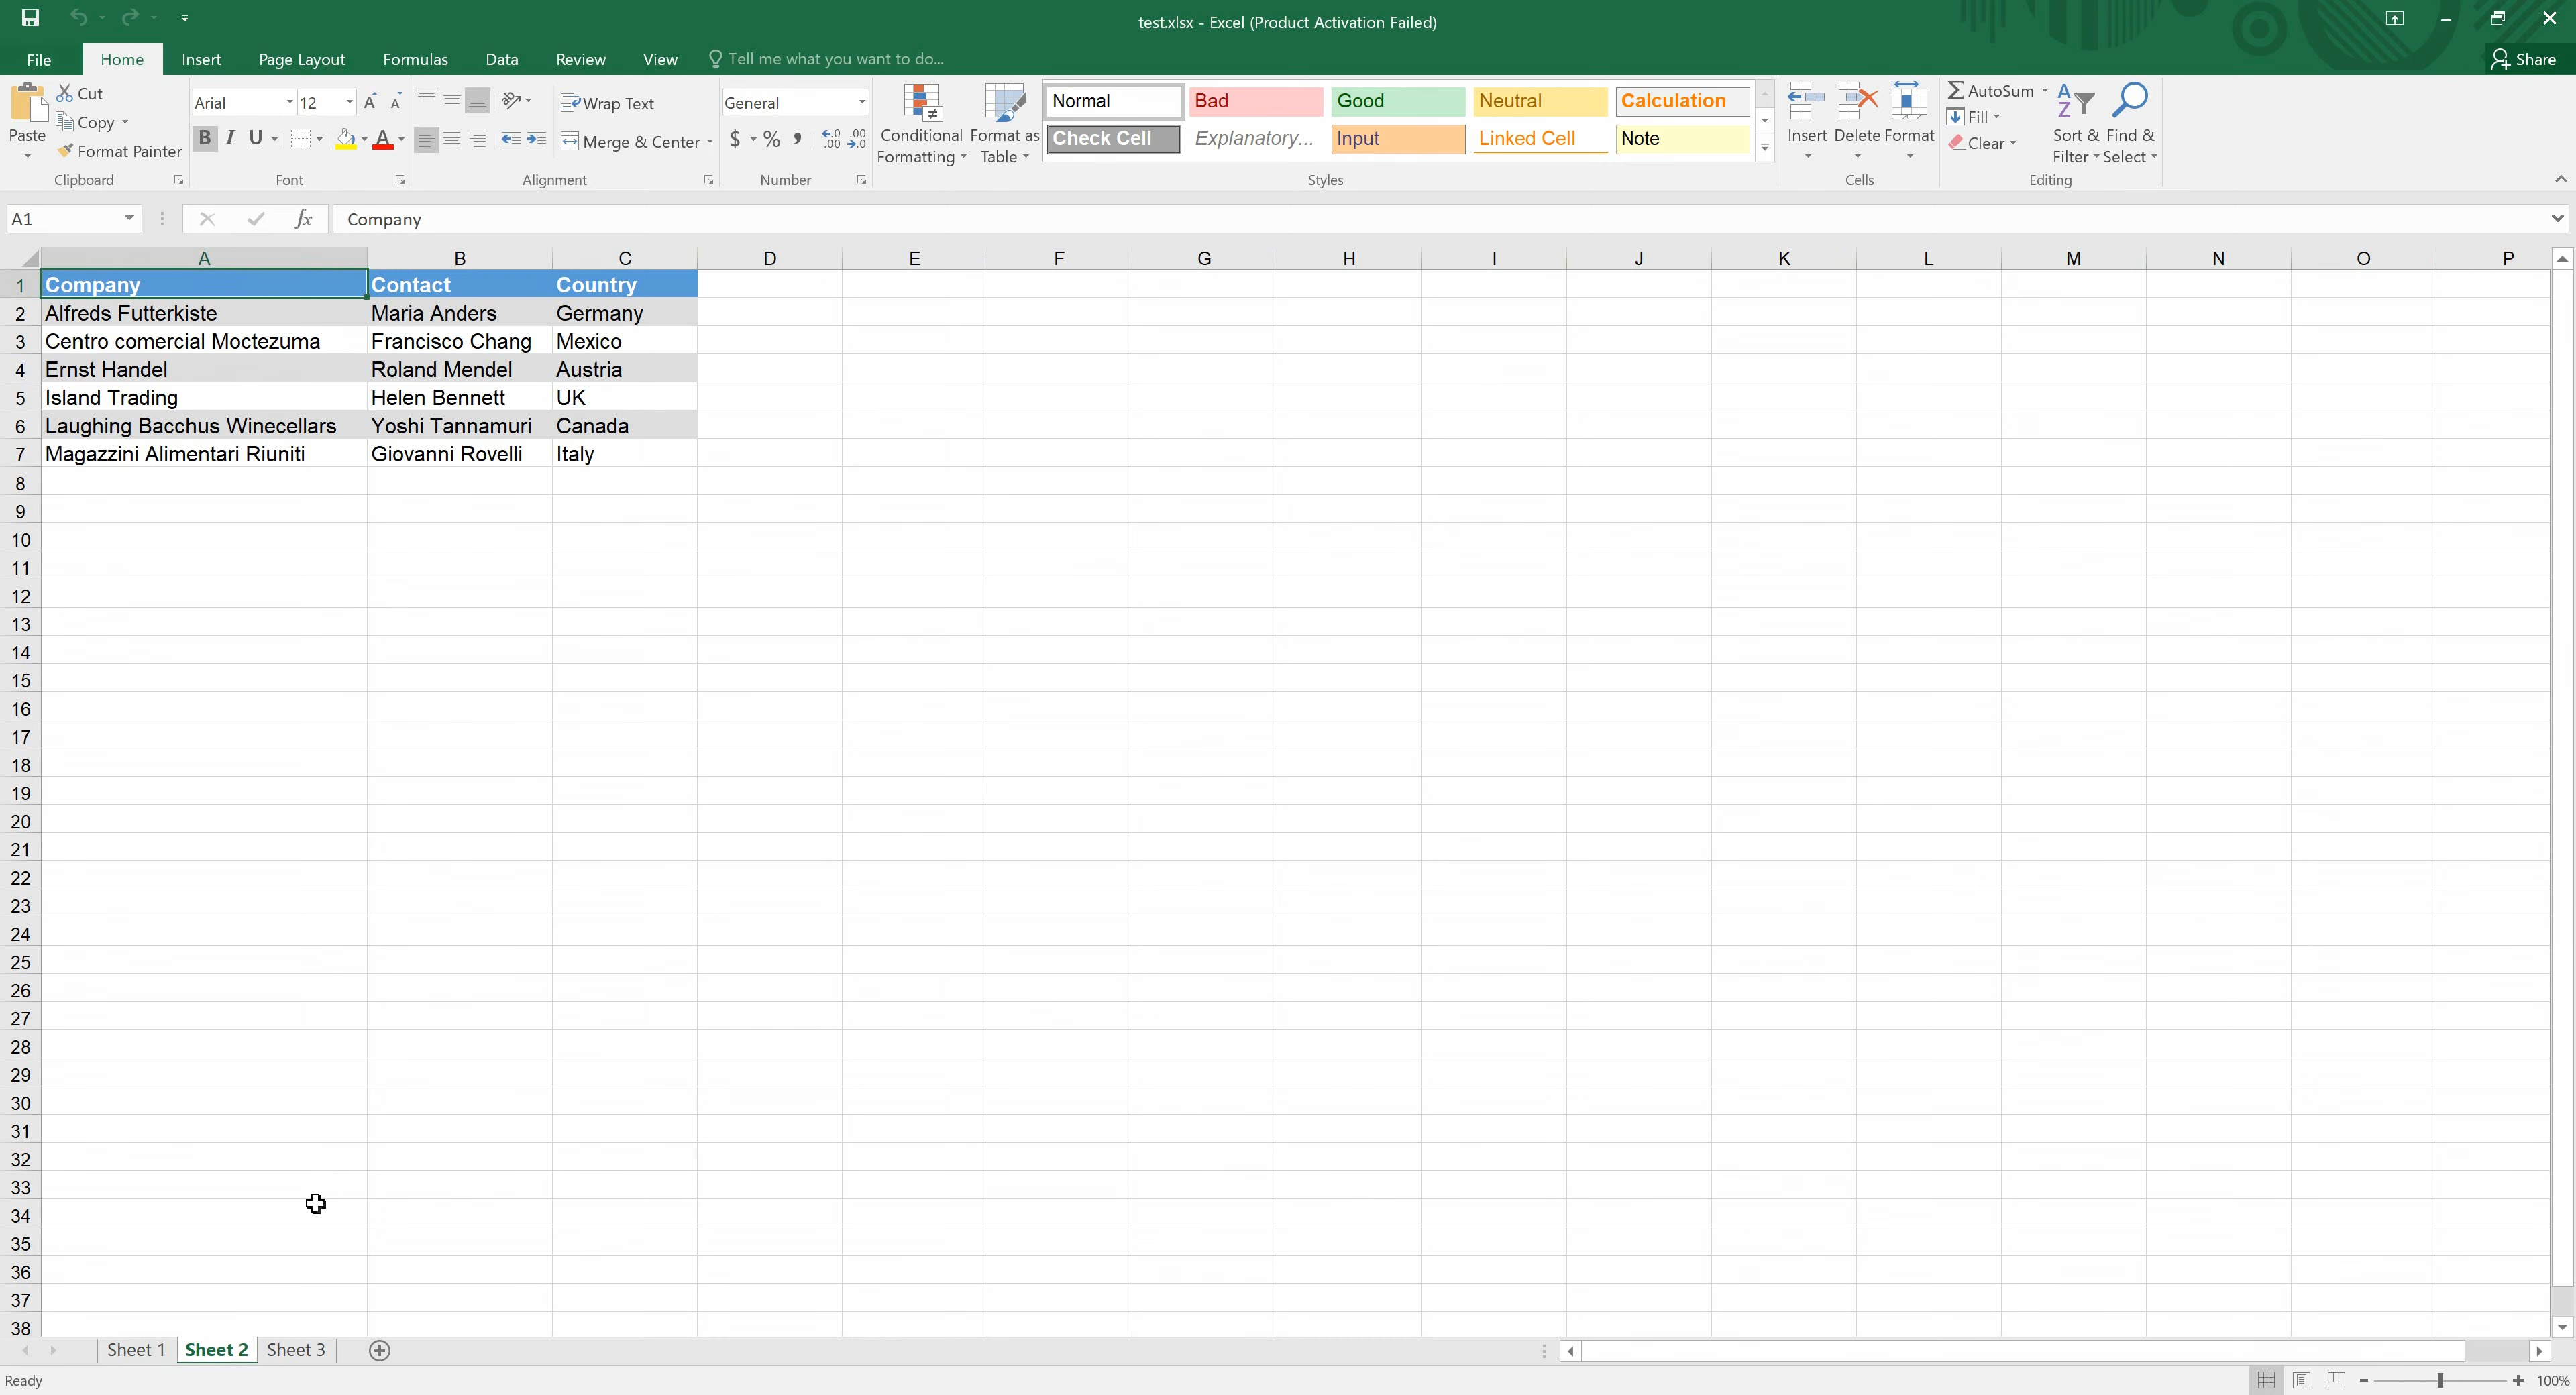 test.xlsx - Excel (Product Activation Failed)
File Home Insert Page Layout Formulas Data Review View Tell me what you want to do... Share
Paste Cut Copy Format Painter Clipboard
Arial 12 B I U A Font
Wrap Text Merge & Center Alignment
General $ % , .0 .00 .00 .0 Number
Conditional Formatting Format as Table
Normal Bad Good Neutral Calculation
Check Cell Explanatory... Input Linked Cell Note
Styles
Insert Delete Format Cells
AutoSum Fill Clear Sort & Filter Find & Select Editing
A1 fx Company
A B C D E F G H I J K L M N O P
1 Company Contact Country
2 Alfreds Futterkiste Maria Anders Germany
3 Centro comercial Moctezuma Francisco Chang Mexico
4 Ernst Handel Roland Mendel Austria
5 Island Trading Helen Bennett UK
6 Laughing Bacchus Winecellars Yoshi Tannamuri Canada
7 Magazzini Alimentari Riuniti Giovanni Rovelli Italy
8
9
10
11
12
13
14
15
16
17
18
19
20
21
22
23
24
25
26
27
28
29
30
31
32
33
34
35
36
37
38
Sheet 1 Sheet 2 Sheet 3
Ready 100%